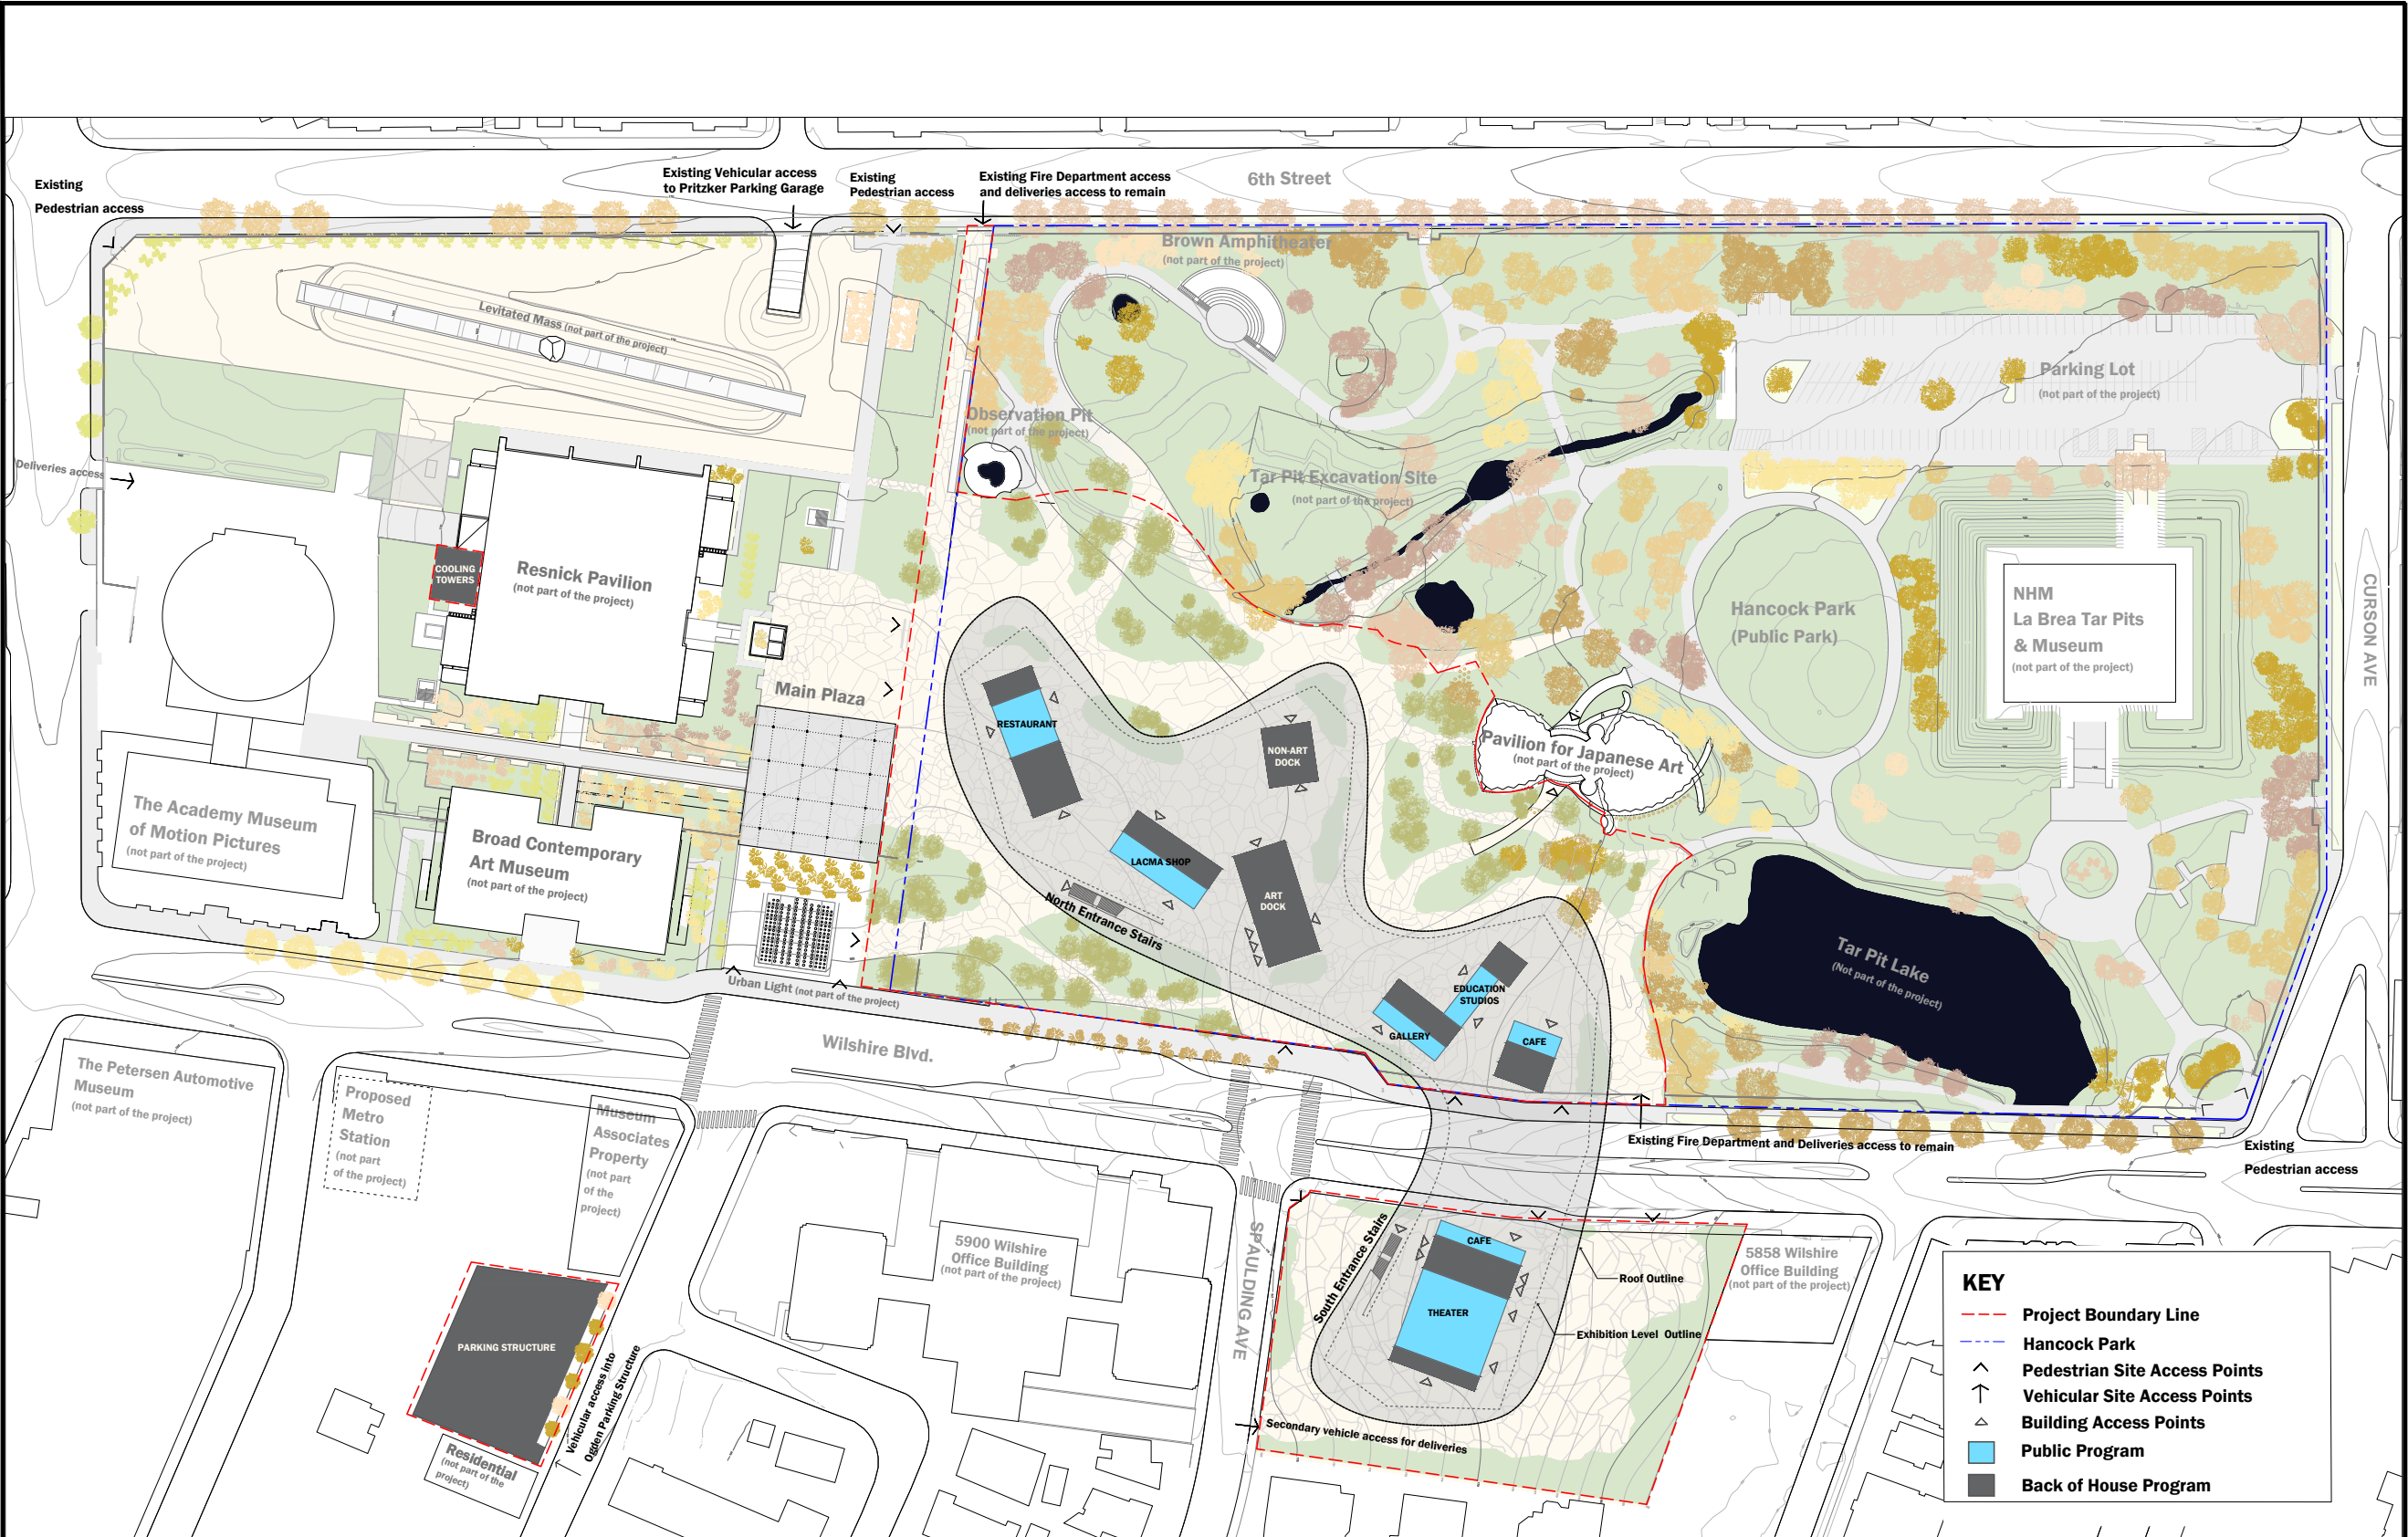 Existing
Pedestrian access
Existing Vehicular access
to Pritzker Parking Garage
Existing
Pedestrian access
Existing Fire Department access
and deliveries access to remain
6th Street
Brown Amphitheater
(not part of the project)
Levitated Mass (not part of the project)
Parking Lot
(not part of the project)
Observation Pit
(not part of the project)
Deliveries access
Tar Pit Excavation Site
(not part of the project)
COOLING
TOWERS
Resnick Pavilion
(not part of the project)
Hancock Park
(Public Park)
NHM
La Brea Tar Pits
& Museum
(not part of the project)
CURSON AVE
Main Plaza
RESTAURANT
NON-ART
DOCK
Pavilion for Japanese Art
(not part of the project)
The Academy Museum
of Motion Pictures
(not part of the project)
Broad Contemporary
Art Museum
(not part of the project)
LACMA SHOP
ART
DOCK
North Entrance Stairs
Tar Pit Lake
(Not part of the project)
EDUCATION
STUDIOS
GALLERY
CAFE
Urban Light (not part of the project)
Wilshire Blvd.
The Petersen Automotive
Museum
(not part of the project)
Proposed
Metro
Station
(not part
of the project)
Museum
Associates
Property
(not part
of the
project)
Existing Fire Department and Deliveries access to remain
Existing
Pedestrian access
5900 Wilshire
Office Building
(not part of the project)
SPAULDING AVE
South Entrance Stairs
CAFE
THEATER
Roof Outline
Exhibition Level Outline
5858 Wilshire
Office Building
(not part of the project)
PARKING STRUCTURE
Vehicular access into
Ogden Parking Structure
Residential
(not part of the
project)
Secondary vehicle access for deliveries
KEY
Project Boundary Line
Hancock Park
Pedestrian Site Access Points
Vehicular Site Access Points
Building Access Points
Public Program
Back of House Program